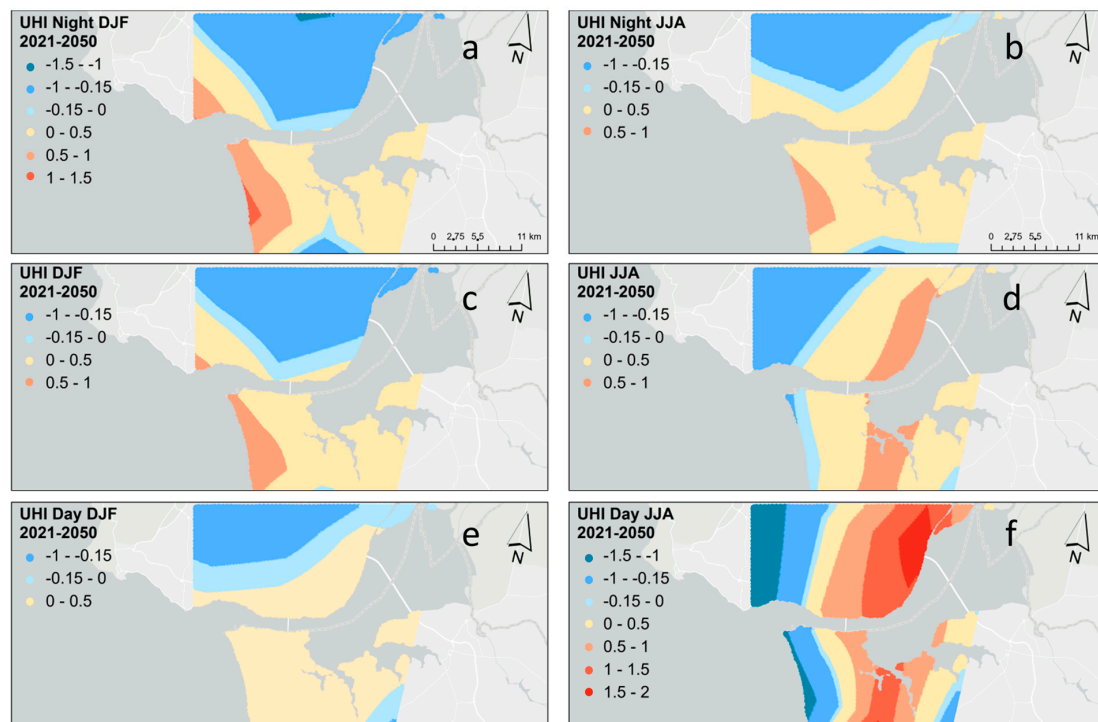 UHI Night DJF
2021-2050
-1.5 - -1
-1 - -0.15
-0.15 - 0
0 - 0.5
0.5 - 1
1 - 1.5
a
N
0 2,75 5,5 11 km
UHI Night JJA
2021-2050
-1 - -0.15
-0.15 - 0
0 - 0.5
0.5 - 1
b
N
0 2,75 5,5 11 km
UHI DJF
2021-2050
-1 - -0.15
-0.15 - 0
0 - 0.5
0.5 - 1
c
N
UHI JJA
2021-2050
-1 - -0.15
-0.15 - 0
0 - 0.5
0.5 - 1
d
N
UHI Day DJF
2021-2050
-1 - -0.15
-0.15 - 0
0 - 0.5
e
N
UHI Day JJA
2021-2050
-1.5 - -1
-1 - -0.15
-0.15 - 0
0 - 0.5
0.5 - 1
1 - 1.5
1.5 - 2
f
N